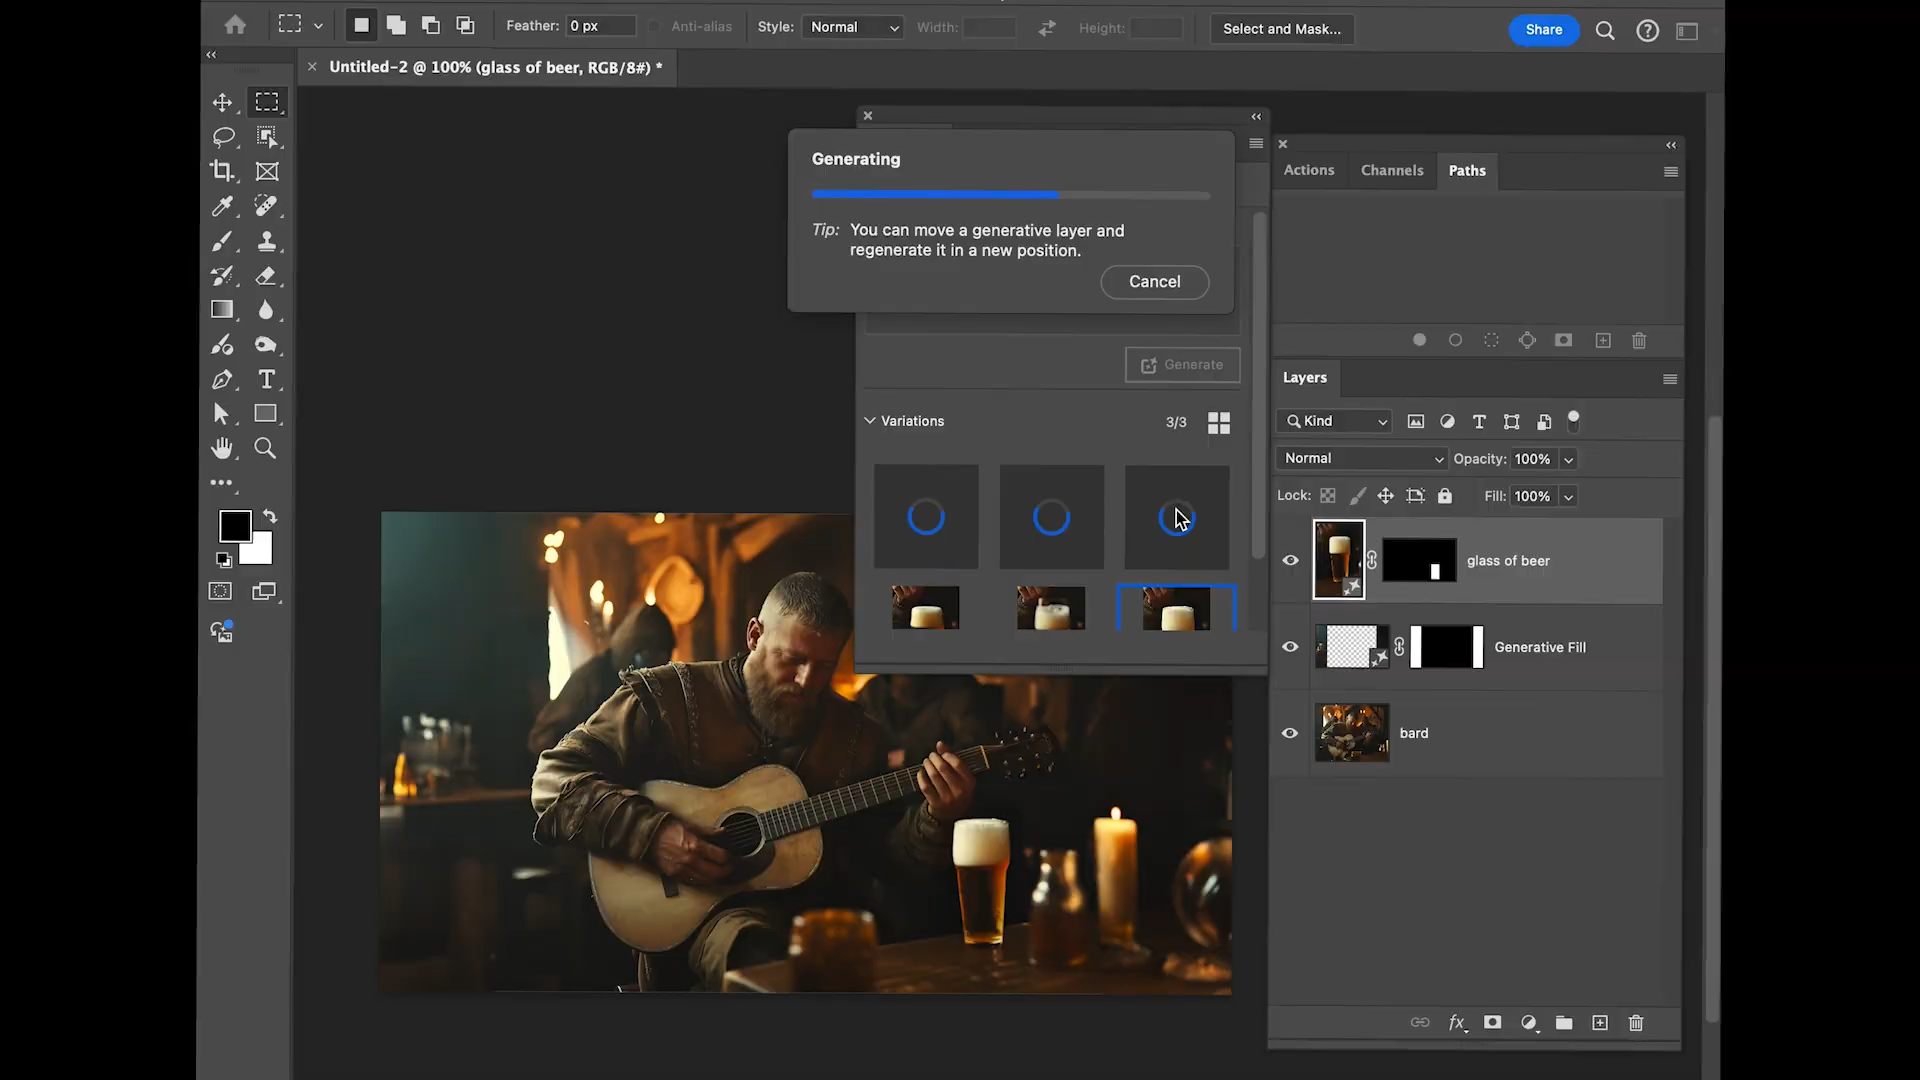 Feather: 0 px Anti-alias Style: Normal Width: Height: Select and Mask... Share
Untitled-2 @ 100% (glass of beer, RGB/8#) *
Generating
Tip: You can move a generative layer and
regenerate it in a new position.
Cancel
Generate
Variations 3/3
Actions Channels Paths
Layers
Kind
Normal Opacity: 100%
Lock: Fill: 100%
glass of beer
Generative Fill
bard